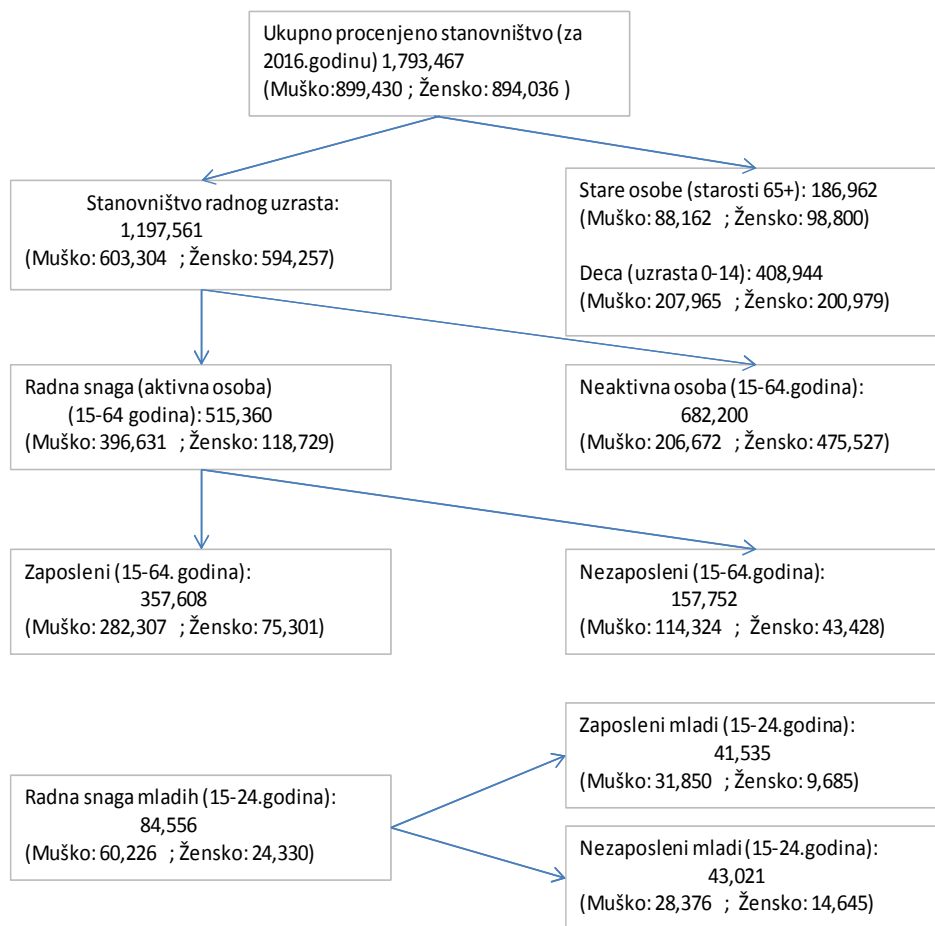 Ukupno procenjeno stanovništvo (za
2016.godinu) 1,793,467
(Muško:899,430 ; Žensko:894,036 )
Stanovništvo radnog uzrasta:
1,197,561
(Muško: 603,304 ; Žensko: 594,257)
Stare osobe (starosti 65+): 186,962
(Muško: 88,162 ; Žensko: 98,800)
Deca (uzrasta 0-14): 408,944
(Muško: 207,965 ; Žensko: 200,979)
Radna snaga (aktivna osoba)
(15-64 godina): 515,360
(Muško: 396,631 ; Žensko: 118,729)
Neaktivna osoba (15-64.godina):
682,200
(Muško: 206,672 ; Žensko: 475,527)
Zaposleni (15-64. godina):
357,608
(Muško: 282,307 ; Žensko: 75,301)
Nezaposleni (15-64.godina):
157,752
(Muško: 114,324 ; Žensko: 43,428)
Radna snaga mladih (15-24.godina):
84,556
(Muško: 60,226 ; Žensko: 24,330)
Zaposleni mladi (15-24.godina):
41,535
(Muško: 31,850 ; Žensko: 9,685)
Nezaposleni mladi (15-24.godina):
43,021
(Muško: 28,376 ; Žensko: 14,645)